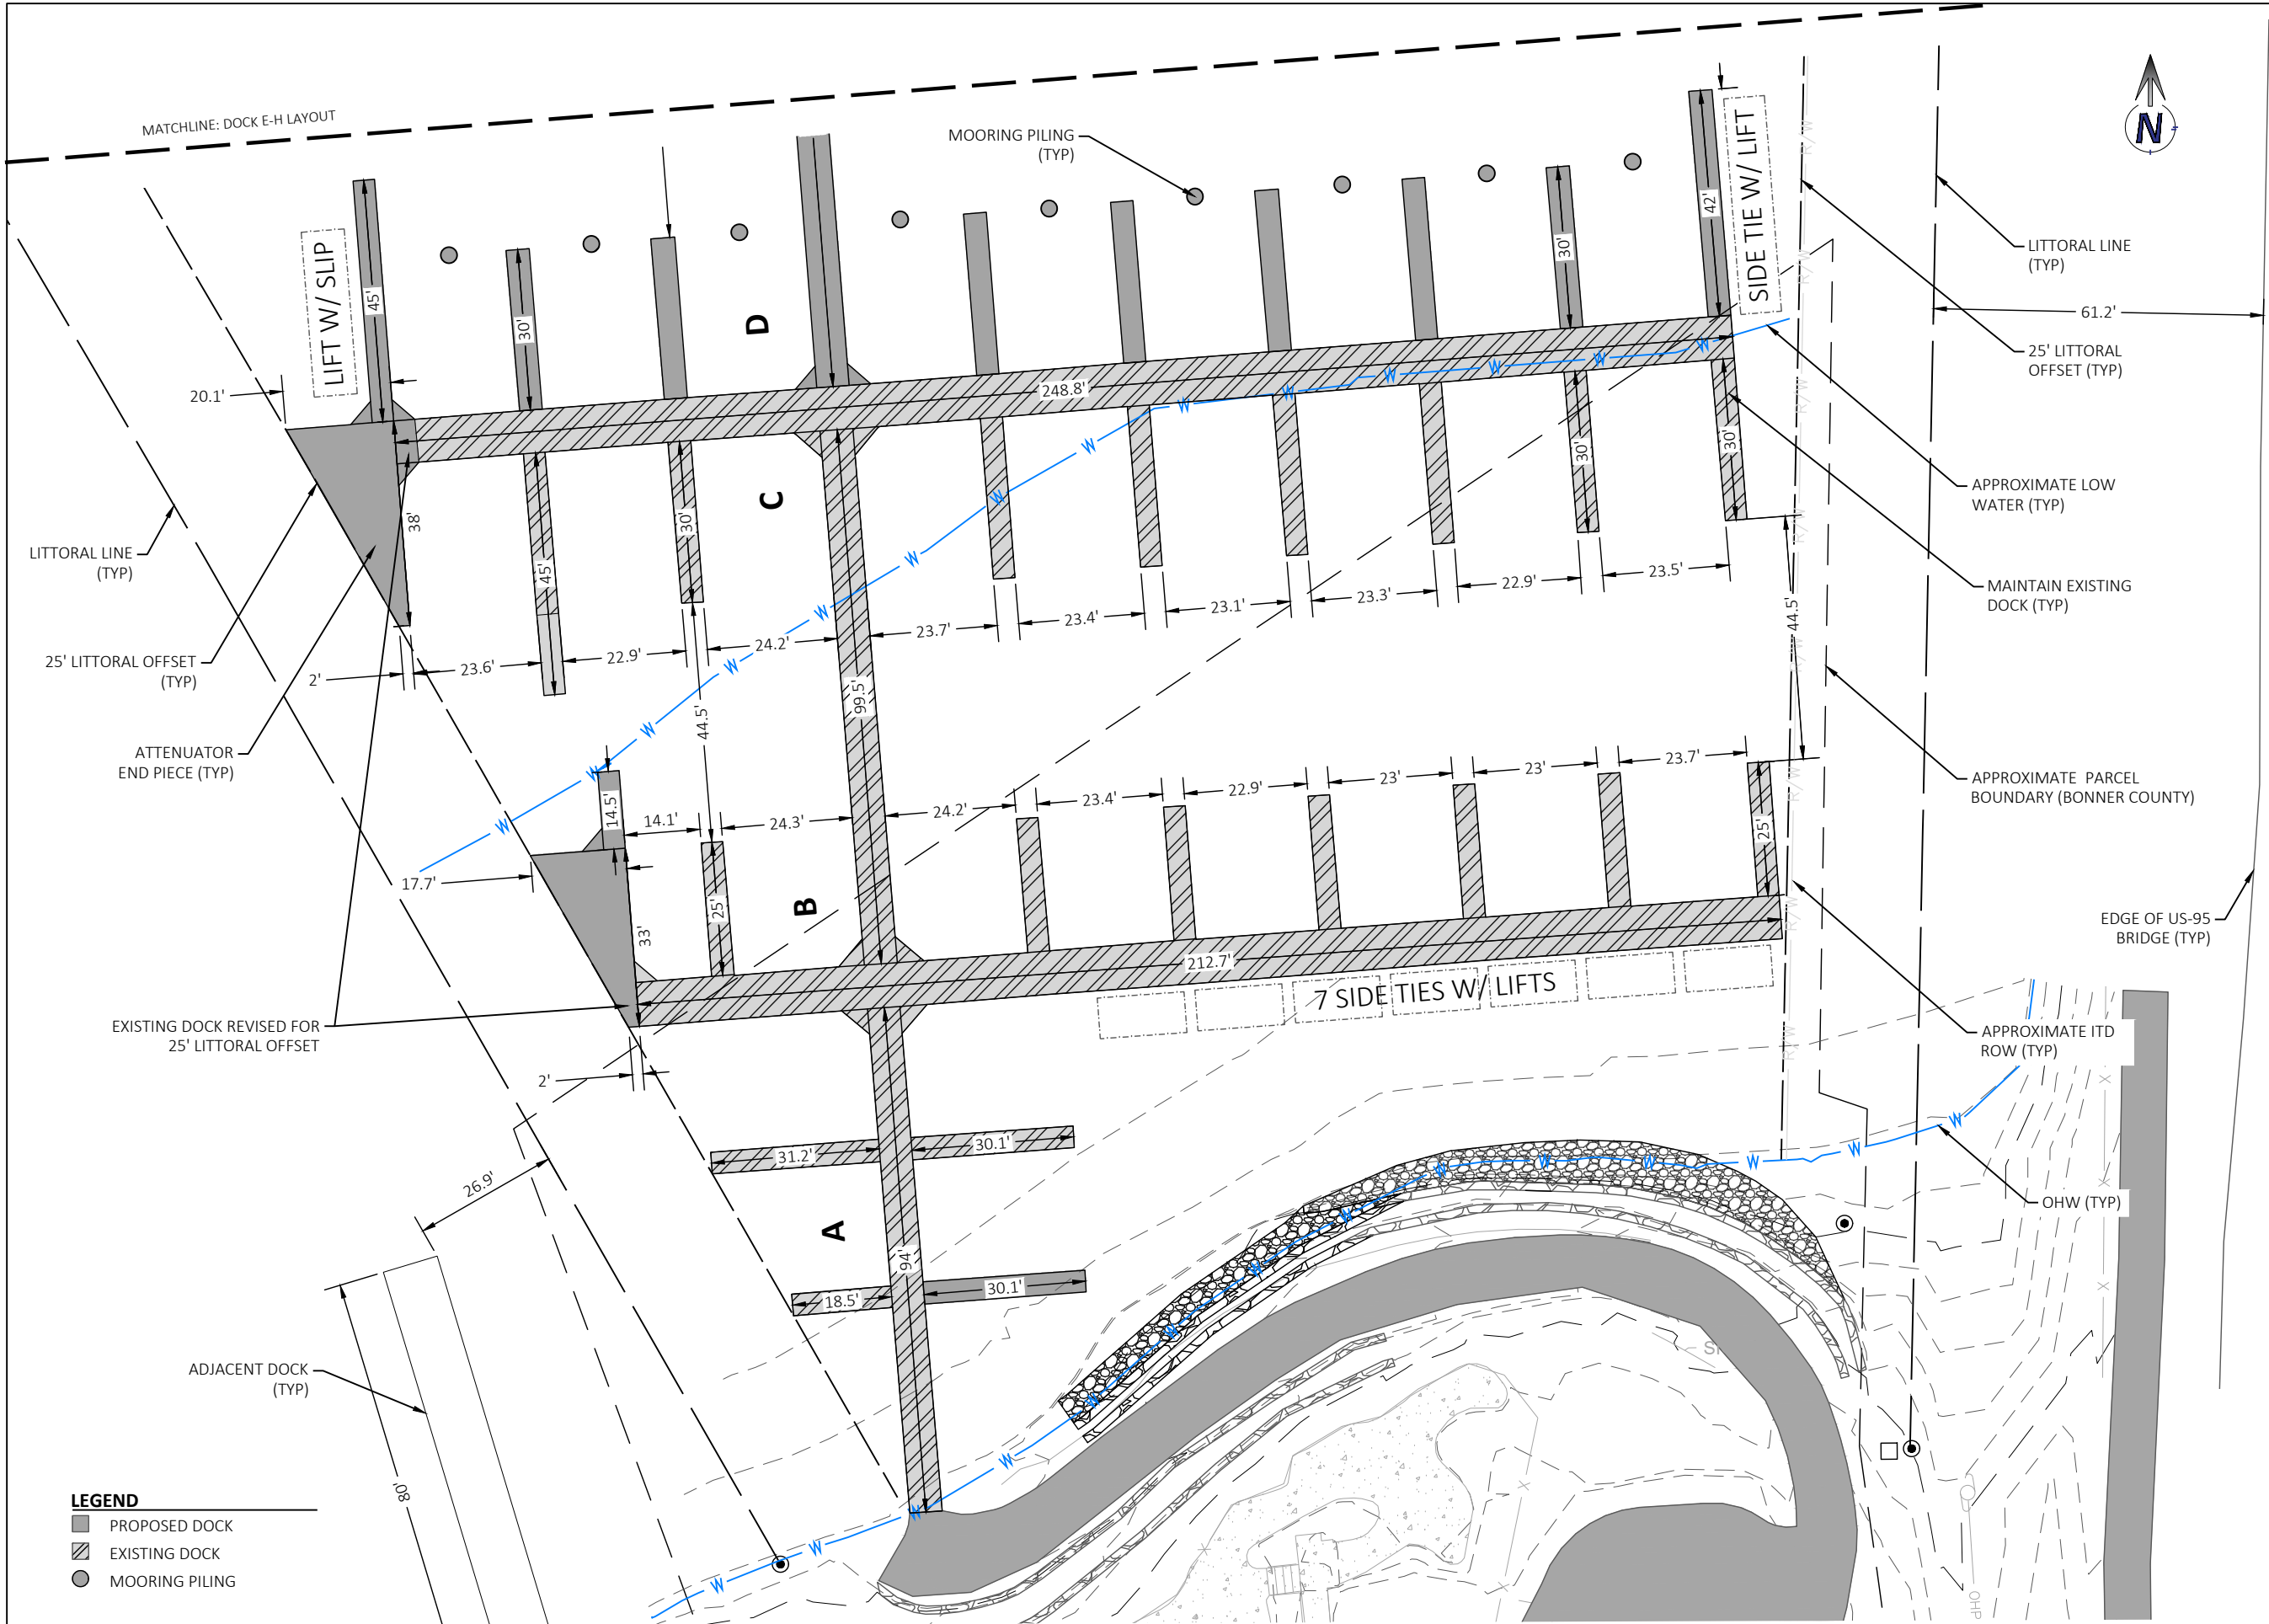 MATCHLINE: DOCK E-H LAYOUT
MOORING PILING
(TYP)
N
LIFT W/ SLIP
45'
30'
D
30'
42'
SIDE TIE W/ LIFT
R/W
LITTORAL LINE
(TYP)
61.2'
25' LITTORAL
OFFSET (TYP)
20.1'
248.8'
W
38'
45'
30'
C
30'
30'
APPROXIMATE LOW
WATER (TYP)
LITTORAL LINE
(TYP)
MAINTAIN EXISTING
DOCK (TYP)
25' LITTORAL OFFSET
(TYP)
2'
23.6'
22.9'
24.2'
23.7'
23.4'
23.1'
23.3'
22.9'
23.5'
44.5'
44.5'
99.5'
ATTENUATOR
END PIECE (TYP)
APPROXIMATE  PARCEL
BOUNDARY (BONNER COUNTY)
14.5'
14.1'
24.3'
24.2'
23.4'
22.9'
23'
23'
23.7'
17.7'
33'
25'
B
25'
EDGE OF US-95
BRIDGE (TYP)
212.7'
7 SIDE TIES W/ LIFTS
EXISTING DOCK REVISED FOR
25' LITTORAL OFFSET
2'
APPROXIMATE ITD
ROW (TYP)
31.2'
30.1'
26.9'
A
94'
OHW (TYP)
18.5'
30.1'
ADJACENT DOCK
(TYP)
80'
LEGEND
PROPOSED DOCK
EXISTING DOCK
MOORING PILING
OHP